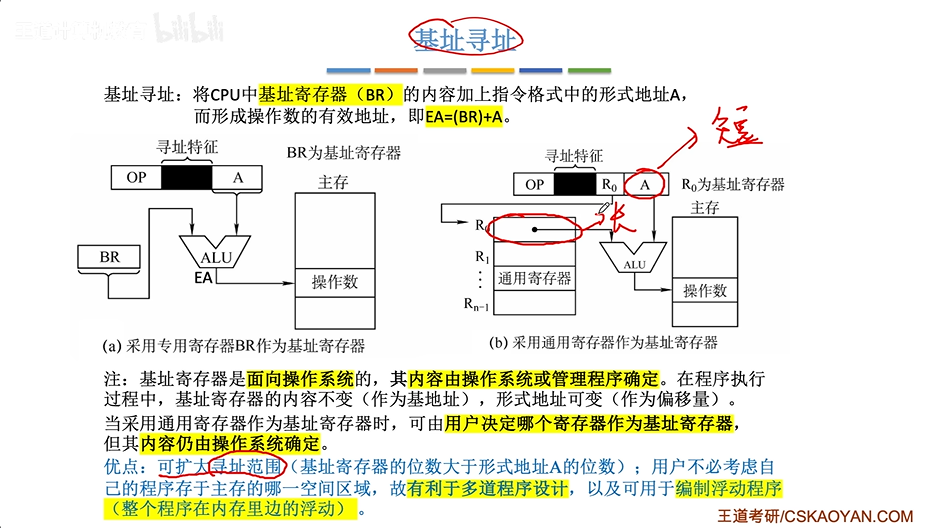 bilibili
基址寻址
基址寻址：将CPU中基址寄存器（BR）的内容加上指令格式中的形式地址A，
而形成操作数的有效地址，即EA=(BR)+A。
寻址特征
BR为基址寄存器
OP
A
主存
BR
ALU
EA
操作数
(a) 采用专用寄存器BR作为基址寄存器
短
寻址特征
OP
R₀
A
R₀为基址寄存器
主存
长
R₀
R₁
通用寄存器
Rₙ₋₁
ALU
操作数
(b) 采用通用寄存器作为基址寄存器
注：基址寄存器是面向操作系统的，其内容由操作系统或管理程序确定。在程序执行
过程中，基址寄存器的内容不变（作为基地址），形式地址可变（作为偏移量）。
当采用通用寄存器作为基址寄存器时，可由用户决定哪个寄存器作为基址寄存器，
但其内容仍由操作系统确定。
优点：可扩大寻址范围（基址寄存器的位数大于形式地址A的位数）；用户不必考虑自
己的程序存于主存的哪一空间区域，故有利于多道程序设计，以及可用于编制浮动程序
（整个程序在内存里边的浮动）。
王道考研/CSKAOYAN.COM